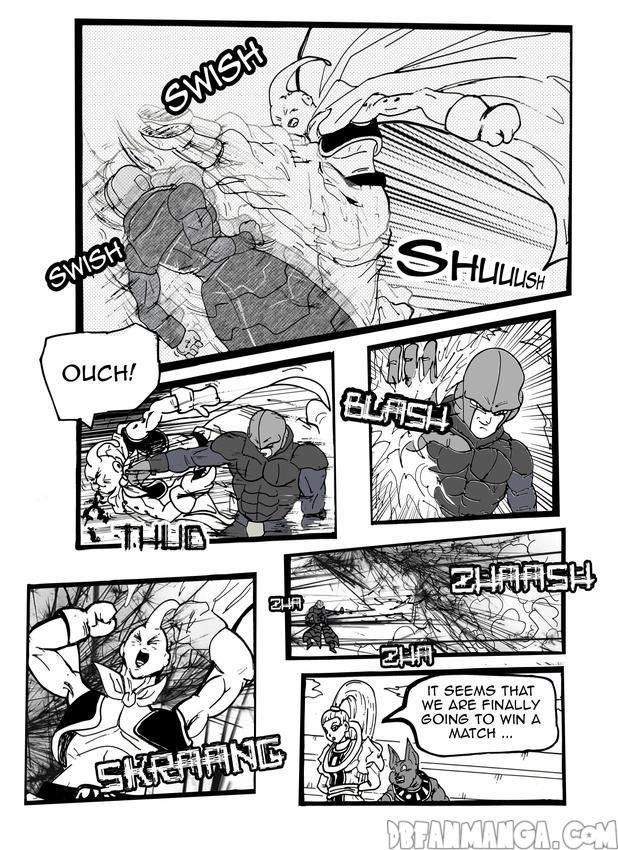 SWISH
SWISH
SHUUUSH
OUCH!
THUD
BLASH
ZHAASH
ZHA
ZHA
SKRAANG
IT SEEMS THAT
WE ARE FINALLY
GOING TO WIN A
MATCH ...
DBFANMANGA.COM